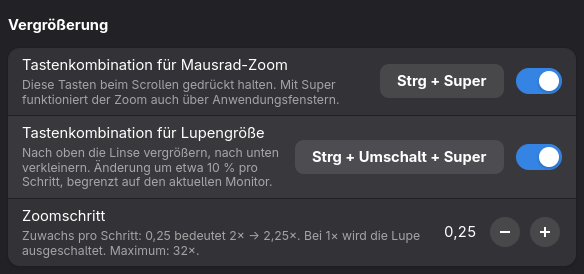 Vergrößerung
Tastenkombination für Mausrad-Zoom
Diese Tasten beim Scrollen gedrückt halten. Mit Super
funktioniert der Zoom auch über Anwendungsfenstern.
Strg + Super
Tastenkombination für Lupengröße
Nach oben die Linse vergrößern, nach unten
verkleinern. Änderung um etwa 10 % pro
Schritt, begrenzt auf den aktuellen Monitor.
Strg + Umschalt + Super
Zoomschritt
Zuwachs pro Schritt: 0,25 bedeutet 2× → 2,25×. Bei 1× wird die Lupe
ausgeschaltet. Maximum: 32×.
0,25 − +